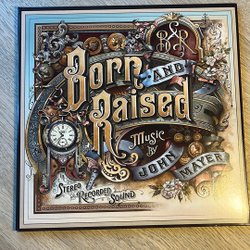 B&R
Born
AND
Raised
Music
BY
JOHN
MAYER
STEREO
RECORDED
SOUND